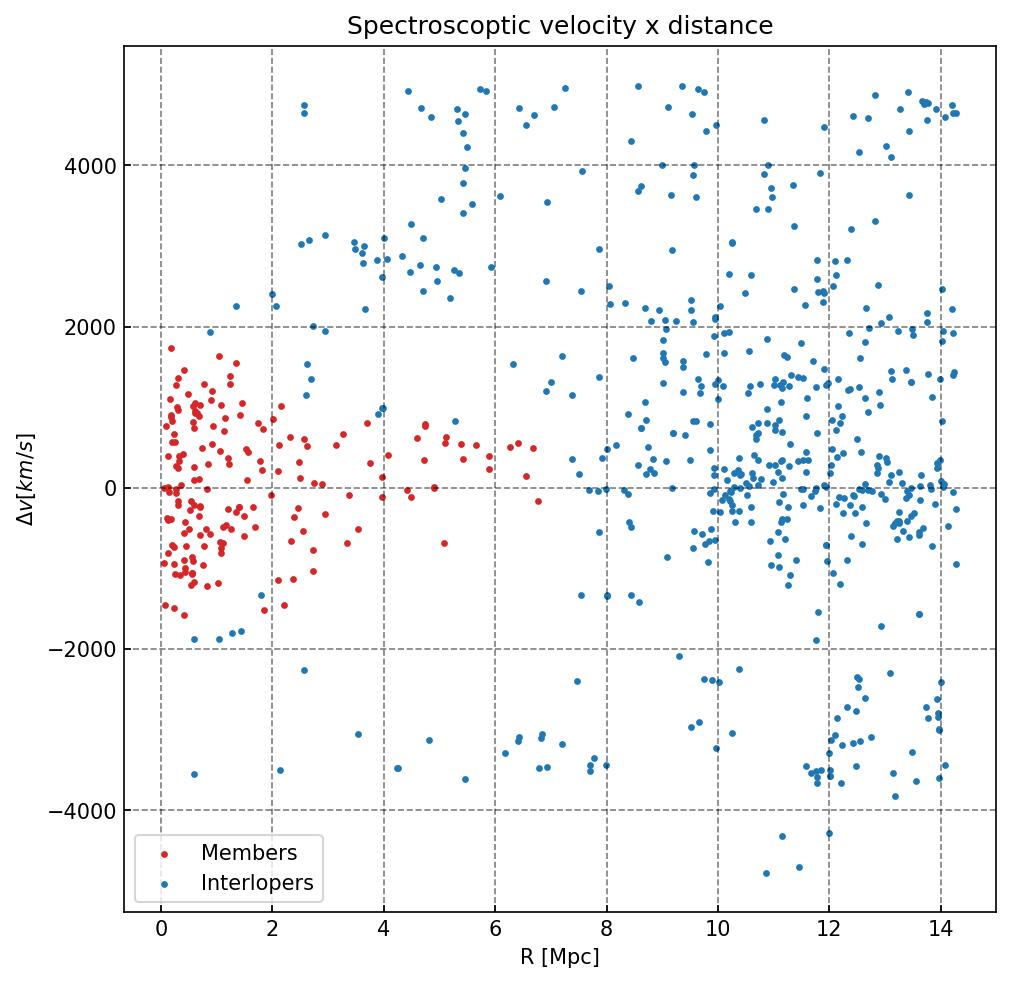 Spectroscoptic velocity x distance
Δv[km/s]
4000
2000
0
−2000
−4000
Members
Interlopers
0 2 4 6 8 10 12 14
R [Mpc]